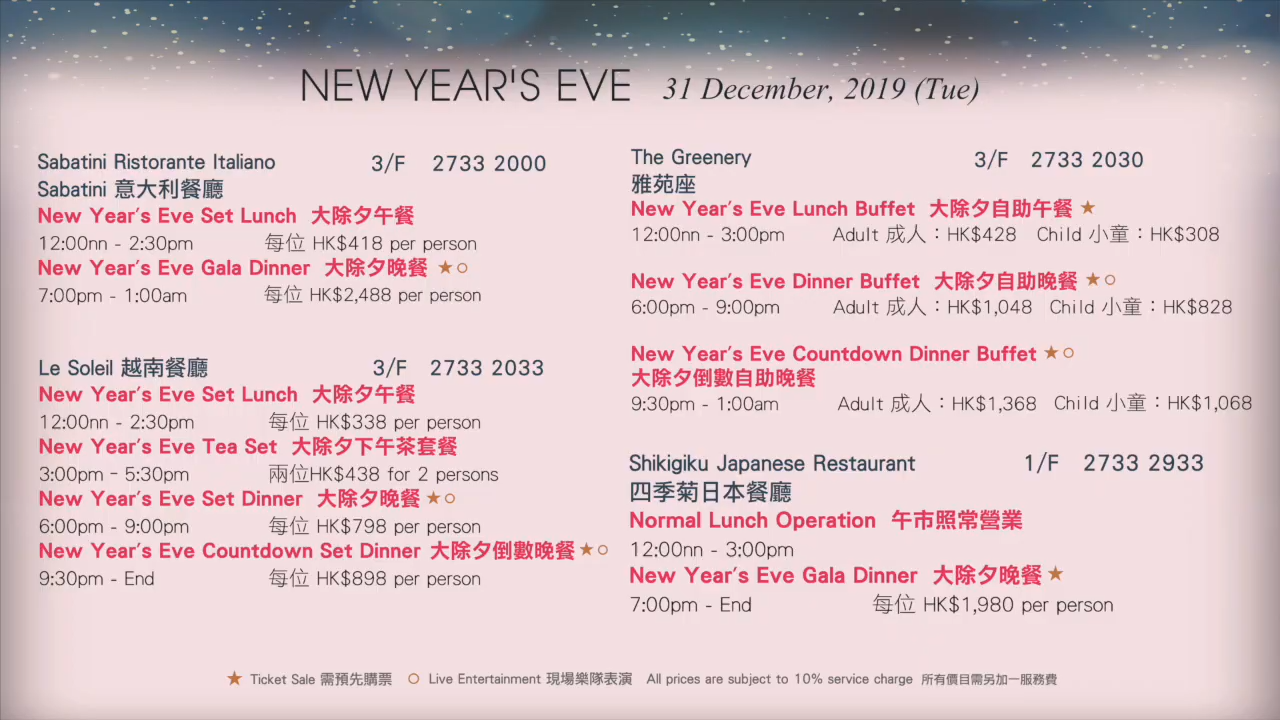 NEW YEAR'S EVE 31 December, 2019 (Tue)
Sabatini Ristorante Italiano 3/F 2733 2000
Sabatini 意大利餐廳
New Year's Eve Set Lunch 大除夕午餐
12:00nn - 2:30pm 每位 HK$418 per person
New Year's Eve Gala Dinner 大除夕晚餐 ★○
7:00pm - 1:00am 每位 HK$2,488 per person
Le Soleil 越南餐廳 3/F 2733 2033
New Year's Eve Set Lunch 大除夕午餐
12:00nn - 2:30pm 每位 HK$338 per person
New Year's Eve Tea Set 大除夕下午茶套餐
3:00pm - 5:30pm 兩位HK$438 for 2 persons
New Year's Eve Set Dinner 大除夕晚餐 ★○
6:00pm - 9:00pm 每位 HK$798 per person
New Year's Eve Countdown Set Dinner 大除夕倒數晚餐 ★○
9:30pm - End 每位 HK$898 per person
The Greenery 3/F 2733 2030
雅苑座
New Year's Eve Lunch Buffet 大除夕自助午餐 ★
12:00nn - 3:00pm Adult 成人：HK$428 Child 小童：HK$308
New Year's Eve Dinner Buffet 大除夕自助晚餐 ★○
6:00pm - 9:00pm Adult 成人：HK$1,048 Child 小童：HK$828
New Year's Eve Countdown Dinner Buffet ★○
大除夕倒數自助晚餐
9:30pm - 1:00am Adult 成人：HK$1,368 Child 小童：HK$1,068
Shikigiku Japanese Restaurant 1/F 2733 2933
四季菊日本餐廳
Normal Lunch Operation 午市照常營業
12:00nn - 3:00pm
New Year's Eve Gala Dinner 大除夕晚餐 ★
7:00pm - End 每位 HK$1,980 per person
★ Ticket Sale 需預先購票 ○ Live Entertainment 現場樂隊表演 All prices are subject to 10% service charge 所有價目需另加一服務費